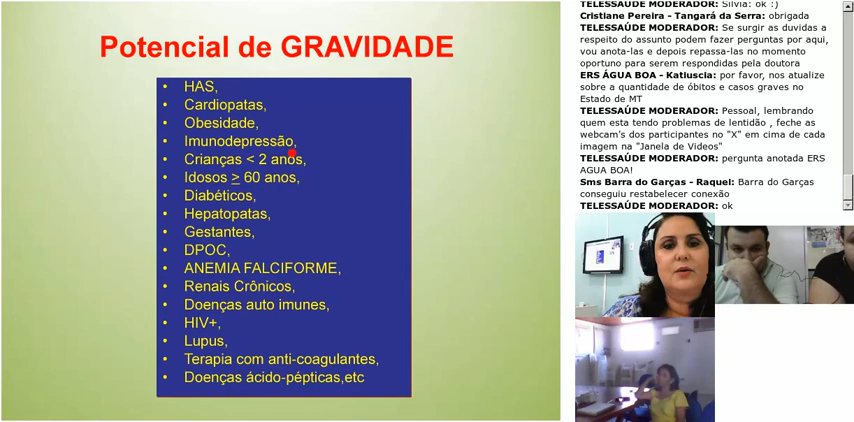 Potencial de GRAVIDADE
• HAS,
• Cardiopatas,
• Obesidade,
• Imunodepressão,
• Crianças < 2 anos,
• Idosos ≥ 60 anos,
• Diabéticos,
• Hepatopatas,
• Gestantes,
• DPOC,
• ANEMIA FALCIFORME,
• Renais Crônicos,
• Doenças auto imunes,
• HIV+,
• Lupus,
• Terapia com anti-coagulantes,
• Doenças ácido-pépticas,etc
TELESSAÚDE MODERADOR: Silvia: ok :)
Cristiane Pereira - Tangará da Serra: obrigada
TELESSAÚDE MODERADOR: Se surgir as duvidas a
respeito do assunto podem fazer perguntas por aqui,
vou anota-las e depois repassa-las no momento
oportuno para serem respondidas pela doutora
ERS ÁGUA BOA - Katiuscia: por favor, nos atualize
sobre a quantidade de óbitos e casos graves no
Estado de MT
TELESSAÚDE MODERADOR: Pessoal, lembrando
quem esta tendo problemas de lentidão , feche as
webcam's dos participantes no "X" em cima de cada
imagem na "Janela de Videos"
TELESSAÚDE MODERADOR: pergunta anotada ERS
AGUA BOA!
Sms Barra do Garças - Raquel: Barra do Garças
conseguiu restabelecer conexão
TELESSAÚDE MODERADOR: ok